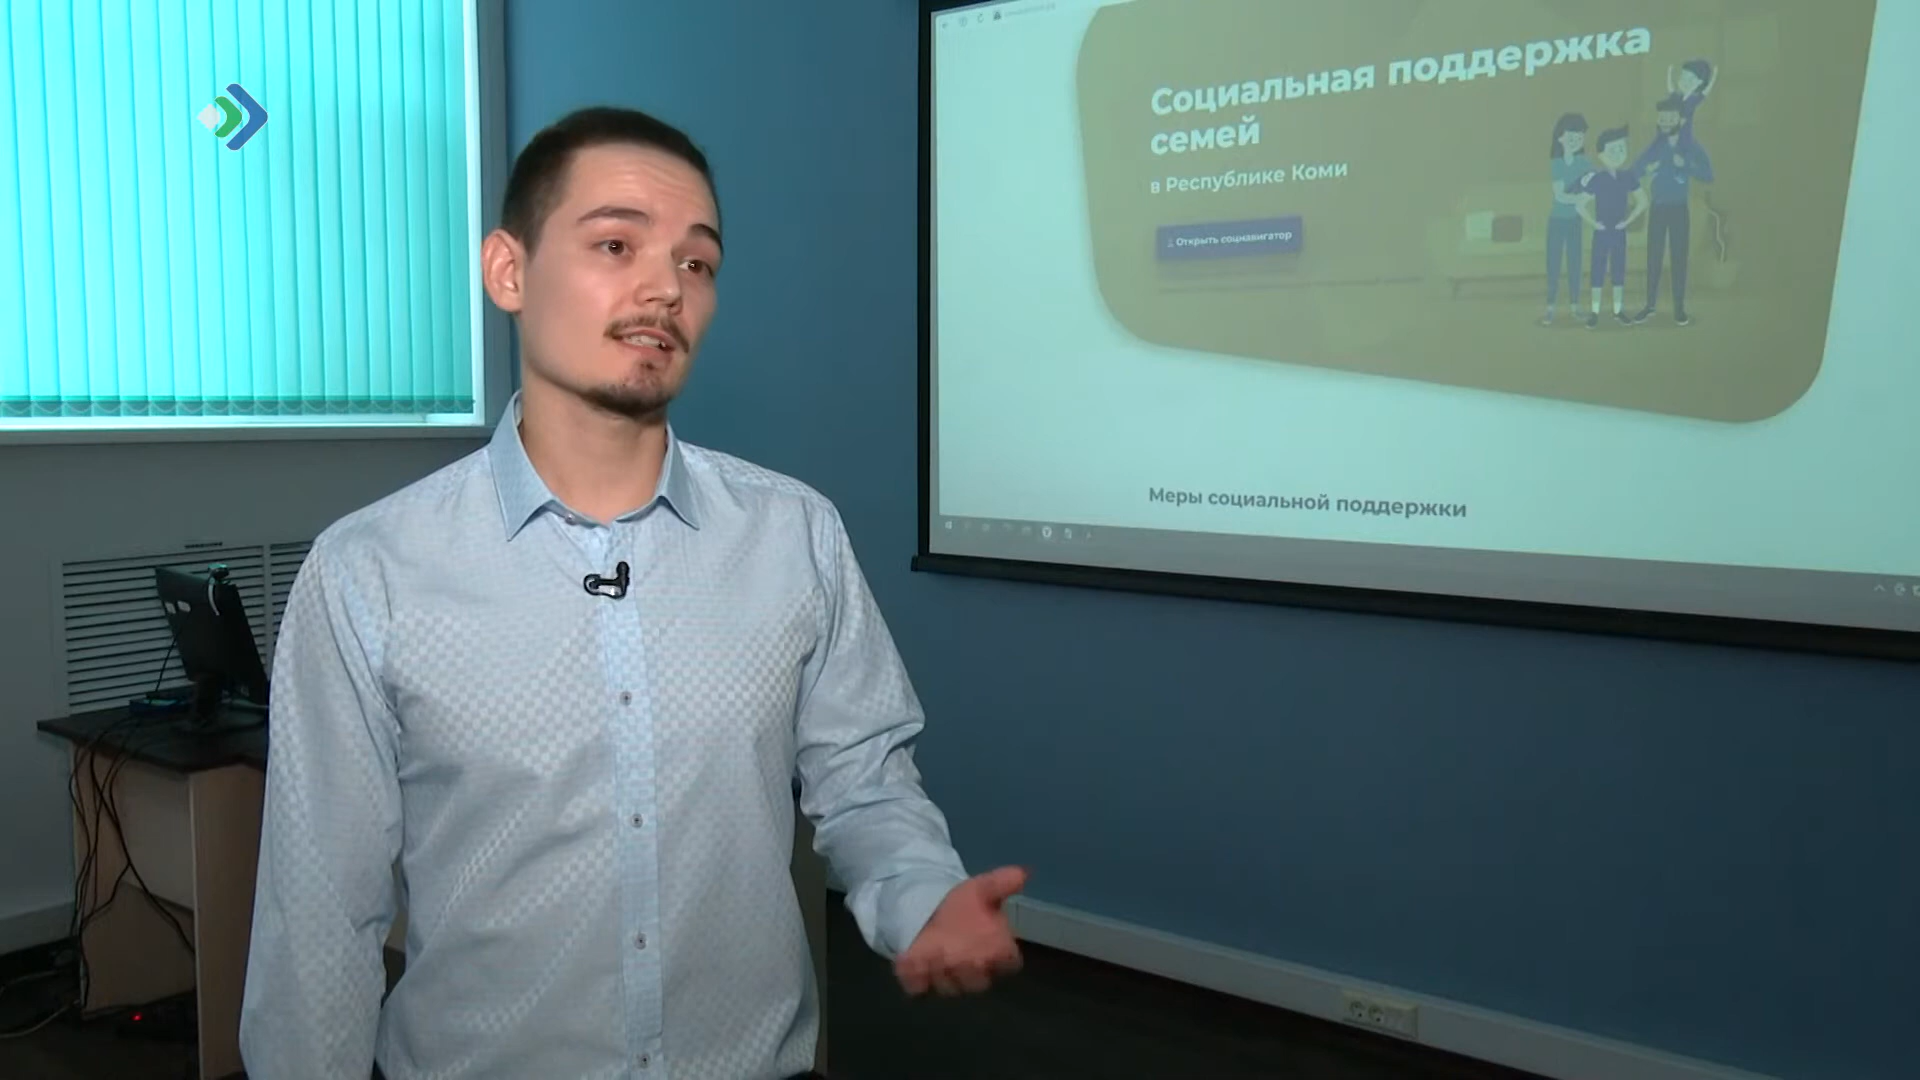 Социальная поддержка
семей
в Республике Коми
Открыть социавигатор
Меры социальной поддержки